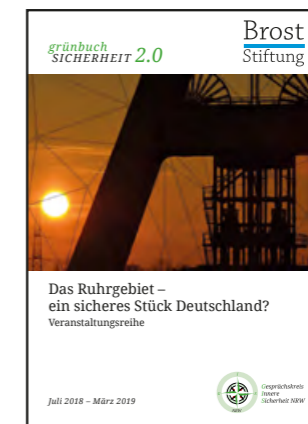 grünbuch
SICHERHEIT 2.0
Brost
Stiftung
Das Ruhrgebiet –
ein sicheres Stück Deutschland?
Veranstaltungsreihe
Juli 2018 – März 2019
Gesprächskreis
Innere
Sicherheit NRW
NRW